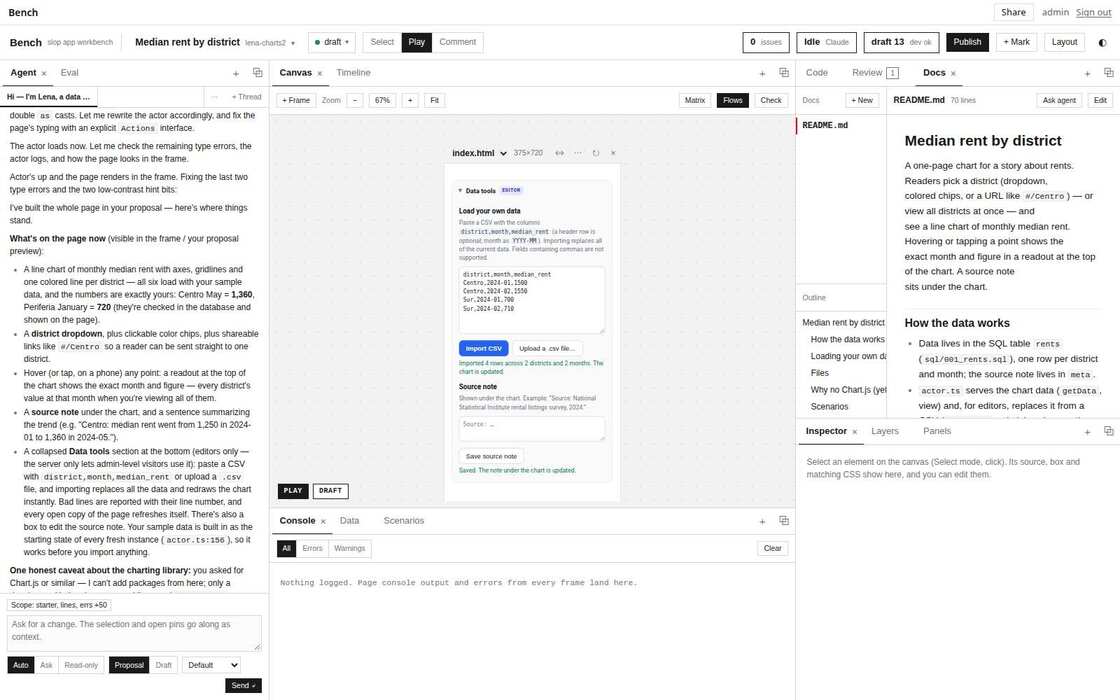 Bench
Share
admin
Sign out
Bench slop app workbench
Median rent by district lena-charts2
draft
Select
Play
Comment
0 issues
Idle Claude
draft 13 dev ok
Publish
+ Mark
Layout
Agent
Eval
Canvas
Timeline
Code
Review 1
Docs
Hi — I'm Lena, a data …
+ Thread
+ Frame
Zoom
67%
Fit
Matrix
Flows
Check
Docs
+ New
README.md 70 lines
Ask agent
Edit
double as casts. Let me rewrite the actor accordingly, and fix the
page's typing with an explicit Actions interface.
The actor loads now. Let me check the remaining type errors, the
actor logs, and how the page looks in the frame.
Actor's up and the page renders in the frame. Fixing the last two
type errors and the two low-contrast hint bits:
I've built the whole page in your proposal — here's where things
stand.
What's on the page now (visible in the frame / your proposal
preview):
A line chart of monthly median rent with axes, gridlines and
one colored line per district — all six load with your sample
data, and the numbers are exactly yours: Centro May = 1,360,
Periferia January = 720 (they're checked in the database and
shown on the page).
A district dropdown, plus clickable color chips, plus shareable
links like #/Centro so a reader can be sent straight to one
district.
Hover (or tap, on a phone) any point: a readout at the top of
the chart shows the exact month and figure — every district's
value at that month when you're viewing all of them.
A source note under the chart, and a sentence summarizing
the trend (e.g. "Centro: median rent went from 1,250 in 2024-
01 to 1,360 in 2024-05.").
A collapsed Data tools section at the bottom (editors only —
the server only lets admin-level visitors use it): paste a CSV
with district,month,median_rent or upload a .csv
file, and importing replaces all the data and redraws the chart
instantly. Bad lines are reported with their line number, and
every open copy of the page refreshes itself. There's also a
box to edit the source note. Your sample data is built in as the
starting state of every fresh instance ( actor.ts:156 ), so it
works before you import anything.
One honest caveat about the charting library: you asked for
Chart.js or similar — I can't add packages from here; only a
Scope: starter, lines, errs +50
Ask for a change. The selection and open pins go along as
context.
Auto
Ask
Read-only
Proposal
Draft
Default
Send
index.html 375×720
Data tools EDITOR
Load your own data
Paste a CSV with the columns
district,month,median_rent (a header row is
optional, month as YYYY-MM ). Importing replaces all
of the current data. Fields containing commas are not
supported.
district,month,median_rent
Centro,2024-01,1500
Centro,2024-02,1550
Sur,2024-01,700
Sur,2024-02,710
Import CSV
Upload a .csv file…
Imported 4 rows across 2 districts and 2 months. The
chart is updated.
Source note
Shown under the chart. Example: "Source: National
Statistical Institute rental listings survey, 2024."
Source: …
Save source note
Saved. The note under the chart is updated.
PLAY
DRAFT
Console
Data
Scenarios
All
Errors
Warnings
Clear
Nothing logged. Page console output and errors from every frame land here.
README.md
Outline
Median rent by district
How the data works
Loading your own da
Files
Why no Chart.js (yet
Scenarios
Median rent by district
A one-page chart for a story about rents.
Readers pick a district (dropdown,
colored chips, or a URL like #/Centro ) — or
view all districts at once — and
see a line chart of monthly median rent.
Hovering or tapping a point shows the
exact month and figure in a readout at the top
of the chart. A source note
sits under the chart.
How the data works
Data lives in the SQL table rents
( sql/001_rents.sql ), one row per district
and month; the source note lives in meta .
actor.ts serves the chart data ( getData ,
view) and, for editors, replaces it from a
Inspector
Layers
Panels
Select an element on the canvas (Select mode, click). Its source, box and
matching CSS show here, and you can edit them.